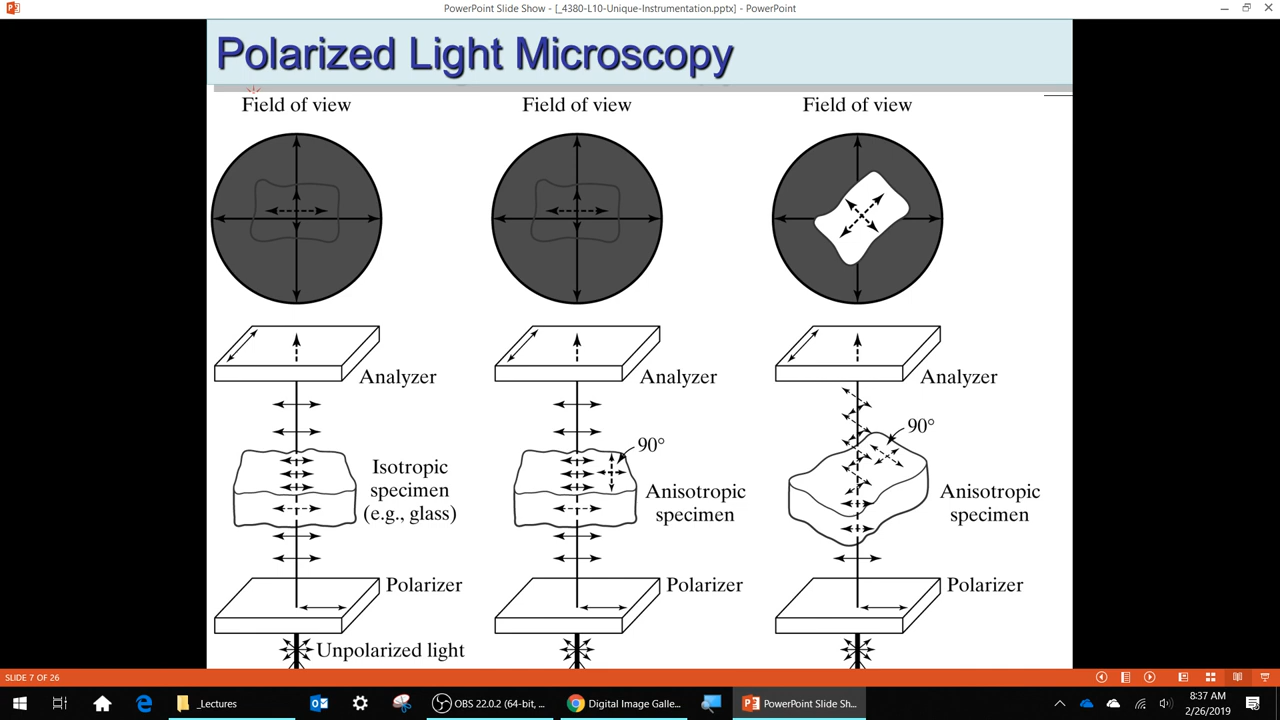 PowerPoint Slide Show - [_4380-L10-Unique-Instrumentation.pptx] - PowerPoint
Polarized Light Microscopy
Field of view
Field of view
Field of view
Analyzer
Analyzer
Analyzer
90°
90°
Isotropic
specimen
(e.g., glass)
Anisotropic
specimen
Anisotropic
specimen
Polarizer
Polarizer
Polarizer
Unpolarized light
SLIDE 7 OF 26
_Lectures
OBS 22.0.2 (64-bit, ...
Digital Image Galle...
PowerPoint Slide Sh...
8:37 AM
2/26/2019